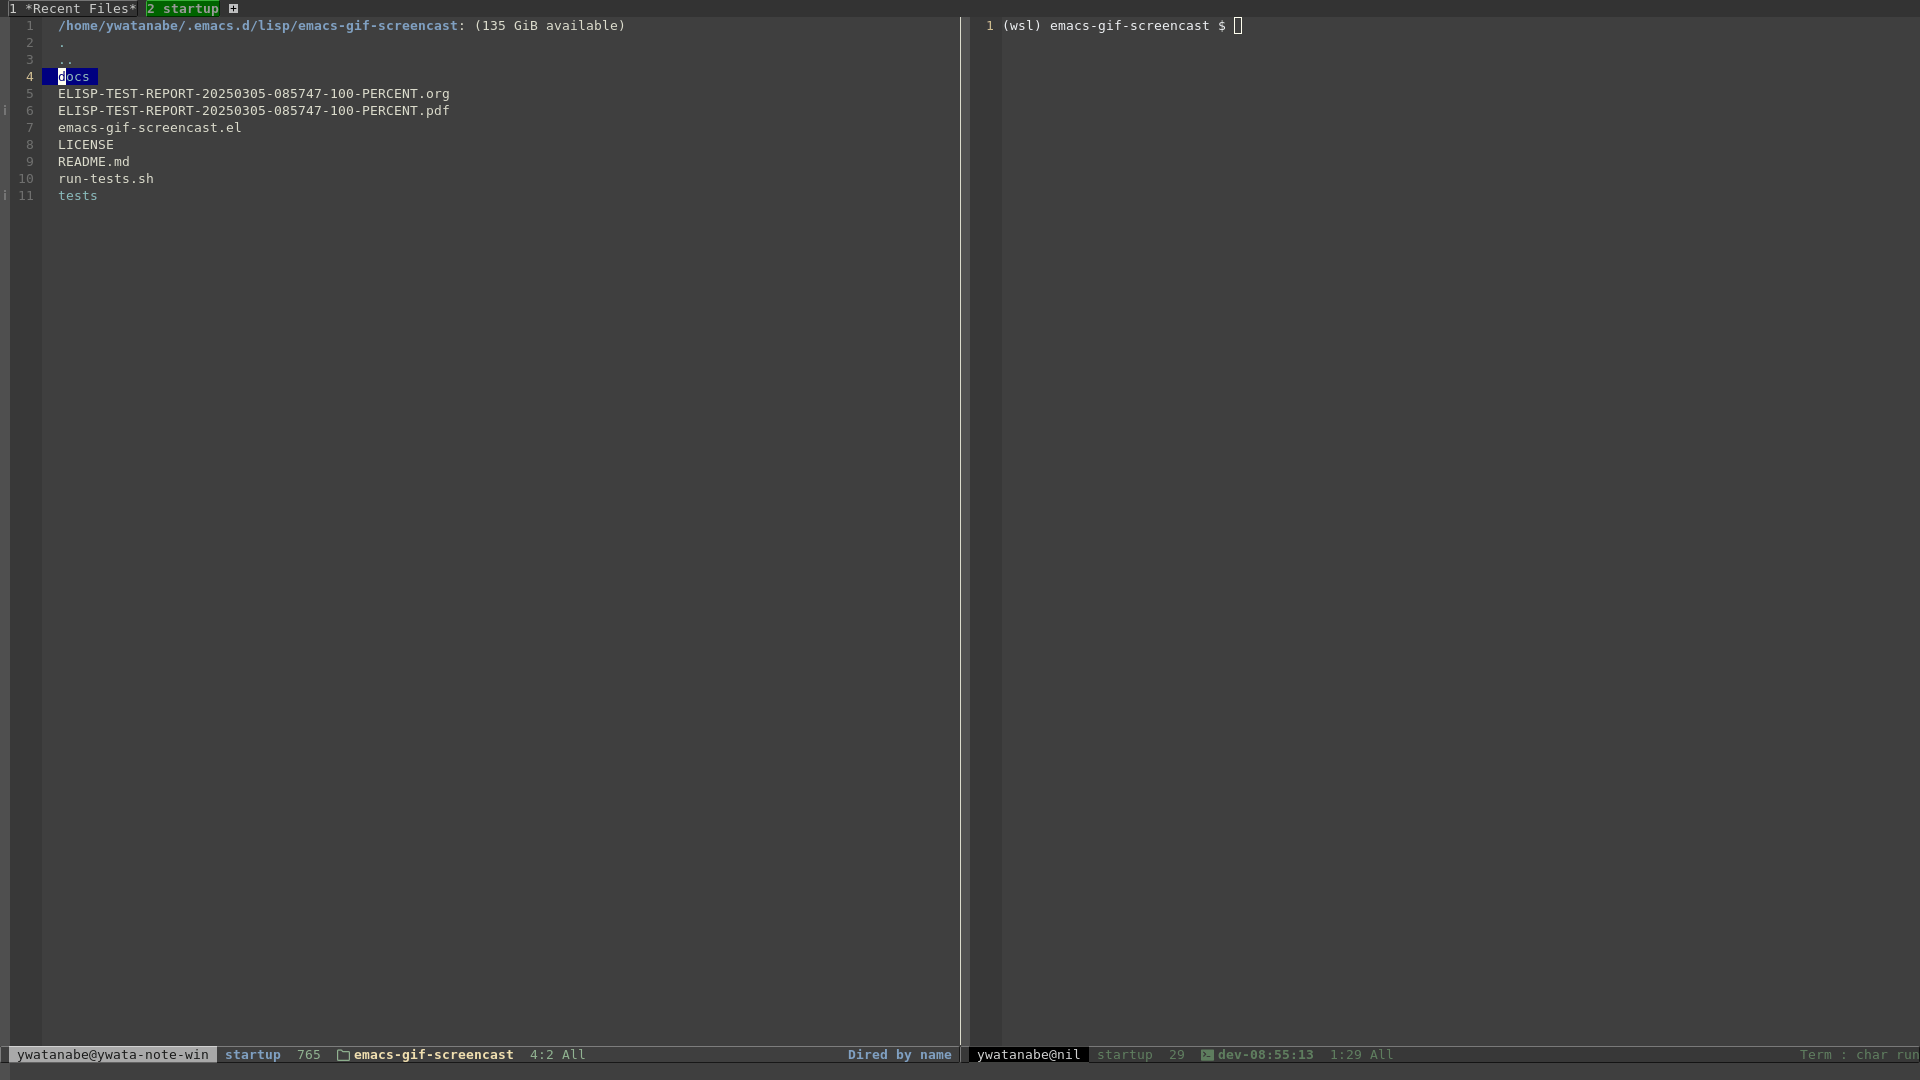 1 *Recent Files* 2 startup
1 /home/ywatanabe/.emacs.d/lisp/emacs-gif-screencast: (135 GiB available)
2 .
3 ..
4 docs
5 ELISP-TEST-REPORT-20250305-085747-100-PERCENT.org
i 6 ELISP-TEST-REPORT-20250305-085747-100-PERCENT.pdf
7 emacs-gif-screencast.el
8 LICENSE
9 README.md
10 run-tests.sh
i 11 tests
1 (wsl) emacs-gif-screencast $
ywatanabe@ywata-note-win startup 765 emacs-gif-screencast 4:2 All Dired by name
ywatanabe@nil startup 29 dev-08:55:13 1:29 All Term : char run